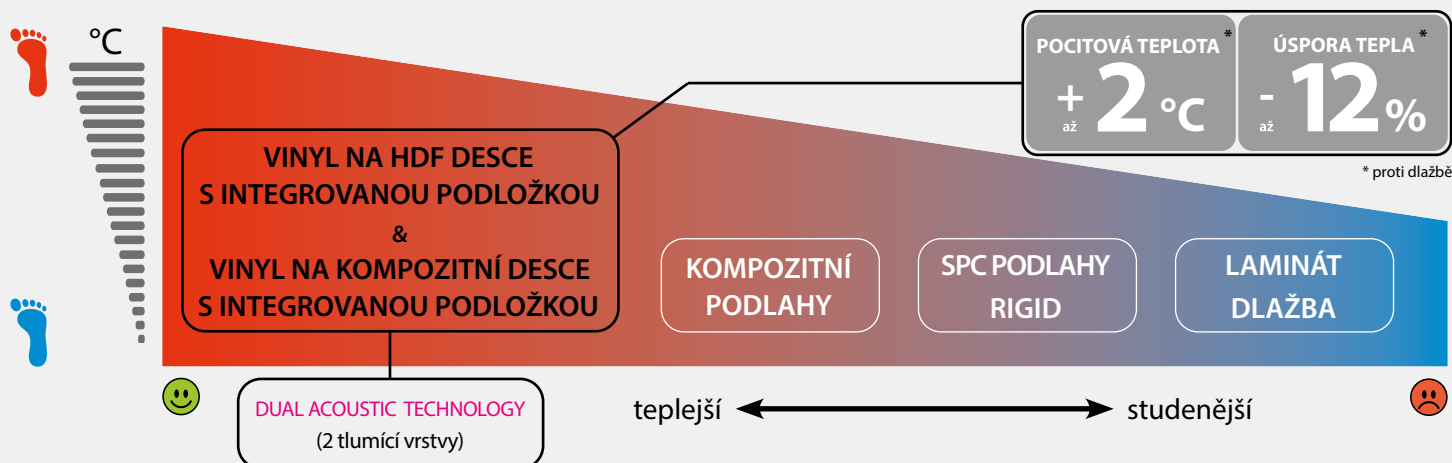 °C
POCITOVÁ TEPLOTA *
+ až 2 °C
ÚSPORA TEPLA *
- až 12 %
* proti dlažbě
VINYL NA HDF DESCE
S INTEGROVANOU PODLOŽKOU
&
VINYL NA KOMPOZITNÍ DESCE
S INTEGROVANOU PODLOŽKOU
KOMPOZITNÍ
PODLAHY
SPC PODLAHY
RIGID
LAMINÁT
DLAŽBA
DUAL ACOUSTIC TECHNOLOGY
(2 tlumící vrstvy)
teplejší
studenější